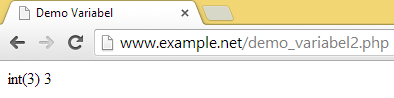 Demo Variabel
www.example.net/demo_variabel2.php
int(3) 3